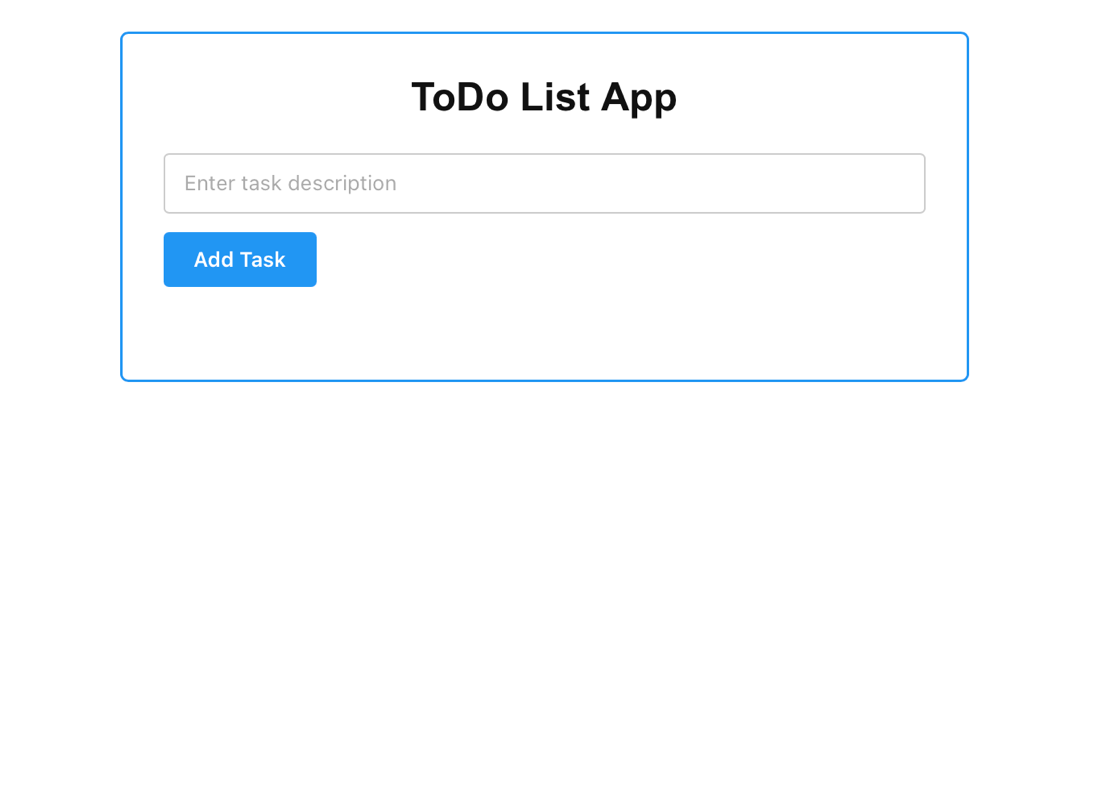 ToDo List App
Enter task description
Add Task